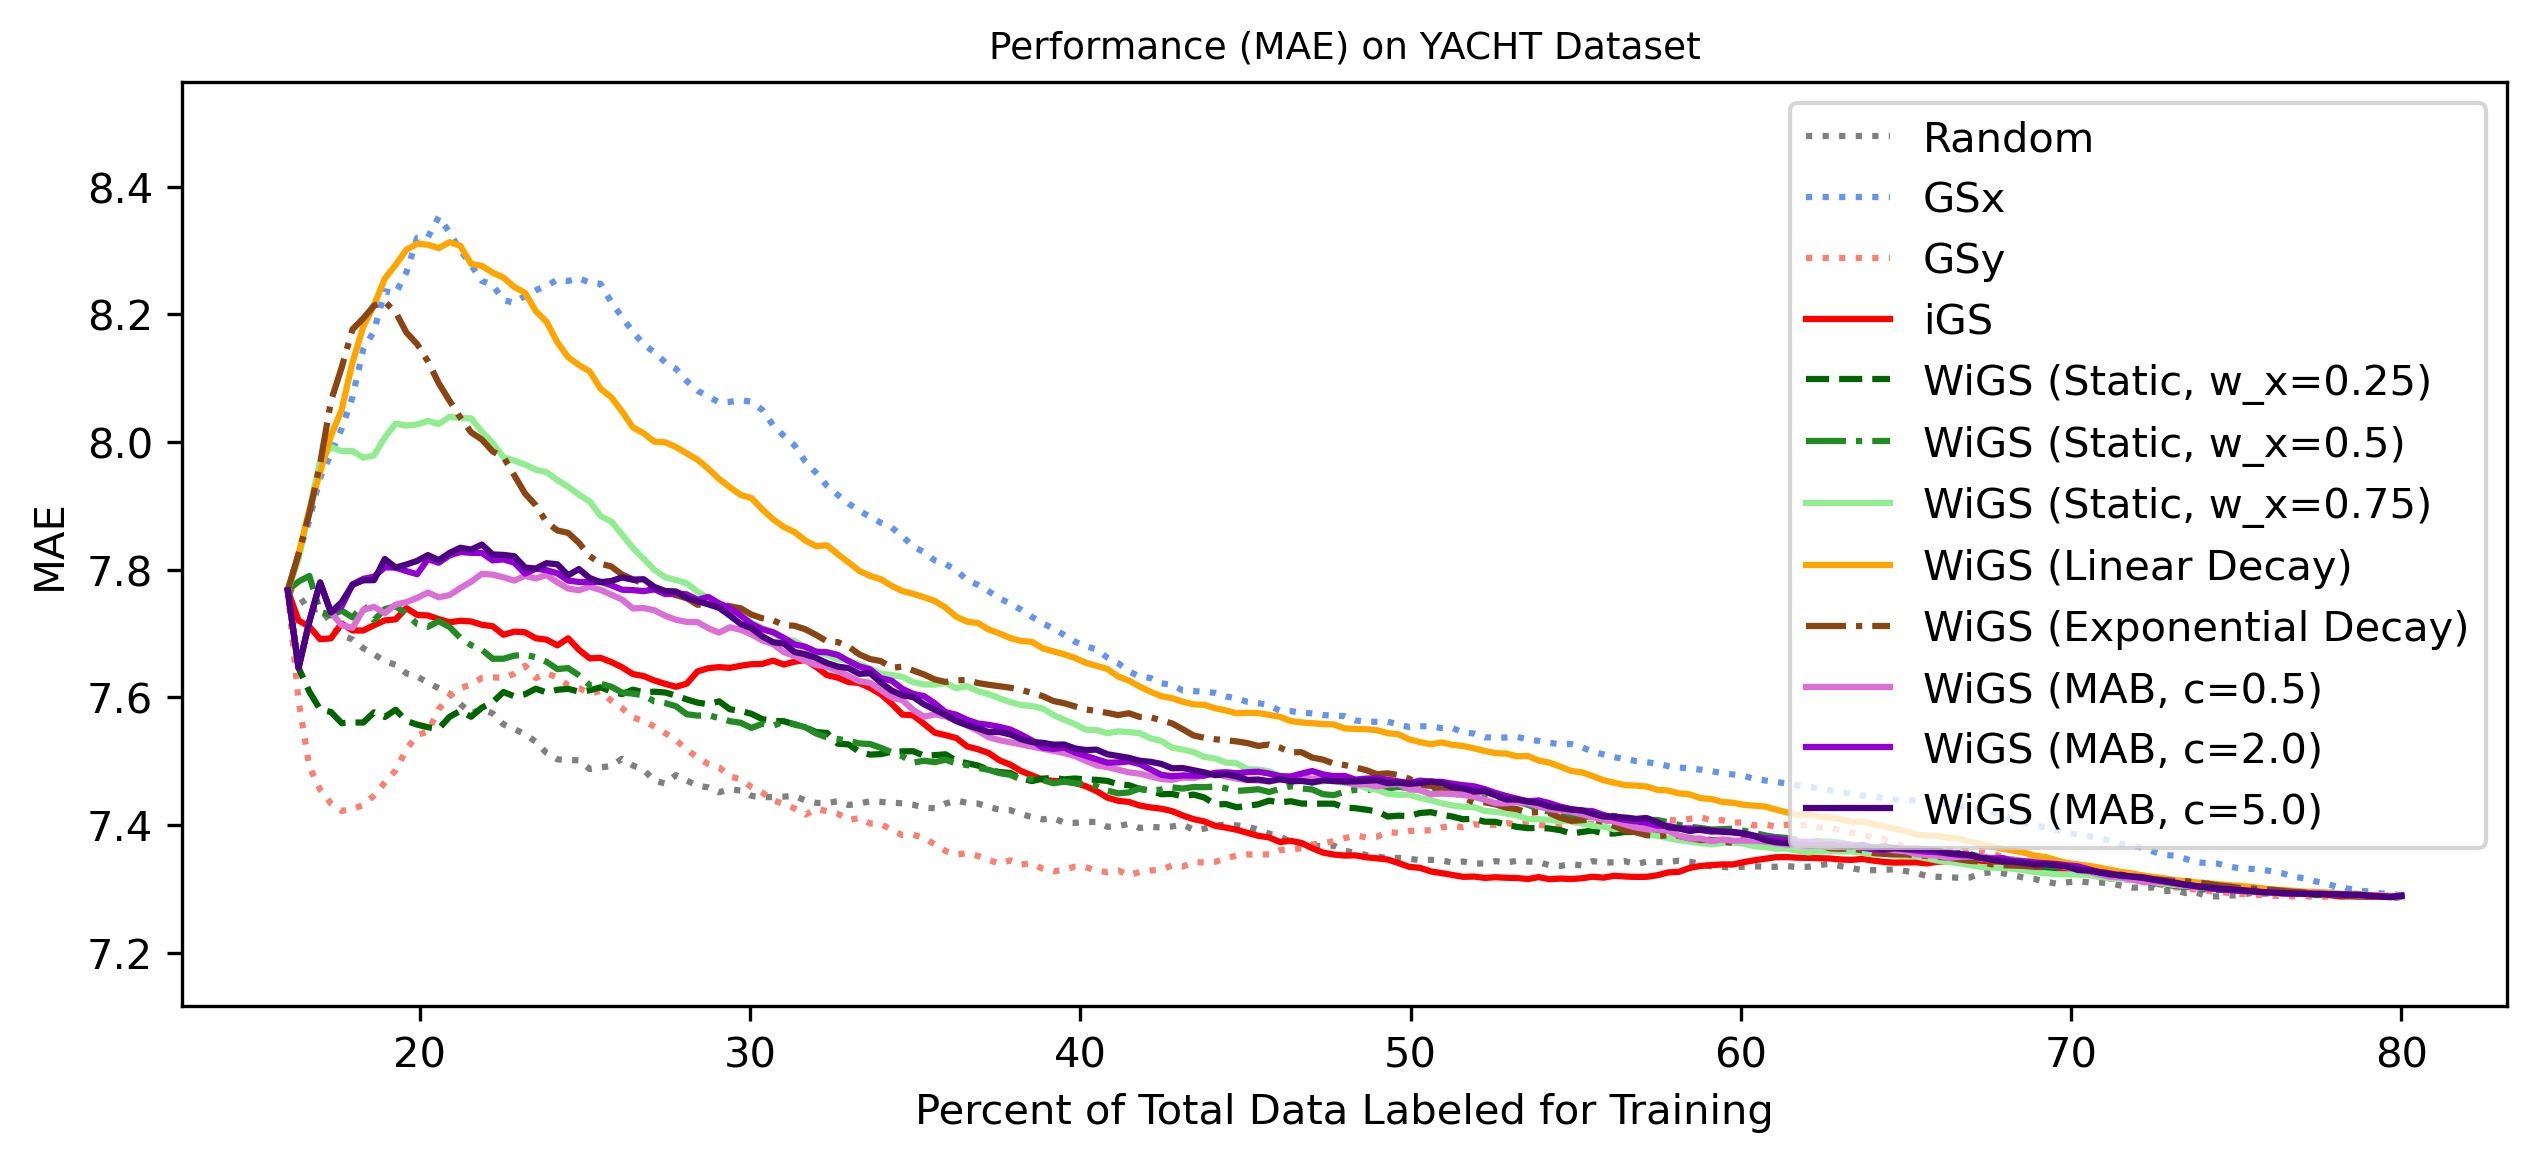 Performance (MAE) on YACHT Dataset
MAE
8.4
8.2
8.0
7.8
7.6
7.4
7.2
20 30 40 50 60 70 80
Percent of Total Data Labeled for Training
Random
GSx
GSy
iGS
WiGS (Static, w_x=0.25)
WiGS (Static, w_x=0.5)
WiGS (Static, w_x=0.75)
WiGS (Linear Decay)
WiGS (Exponential Decay)
WiGS (MAB, c=0.5)
WiGS (MAB, c=2.0)
WiGS (MAB, c=5.0)